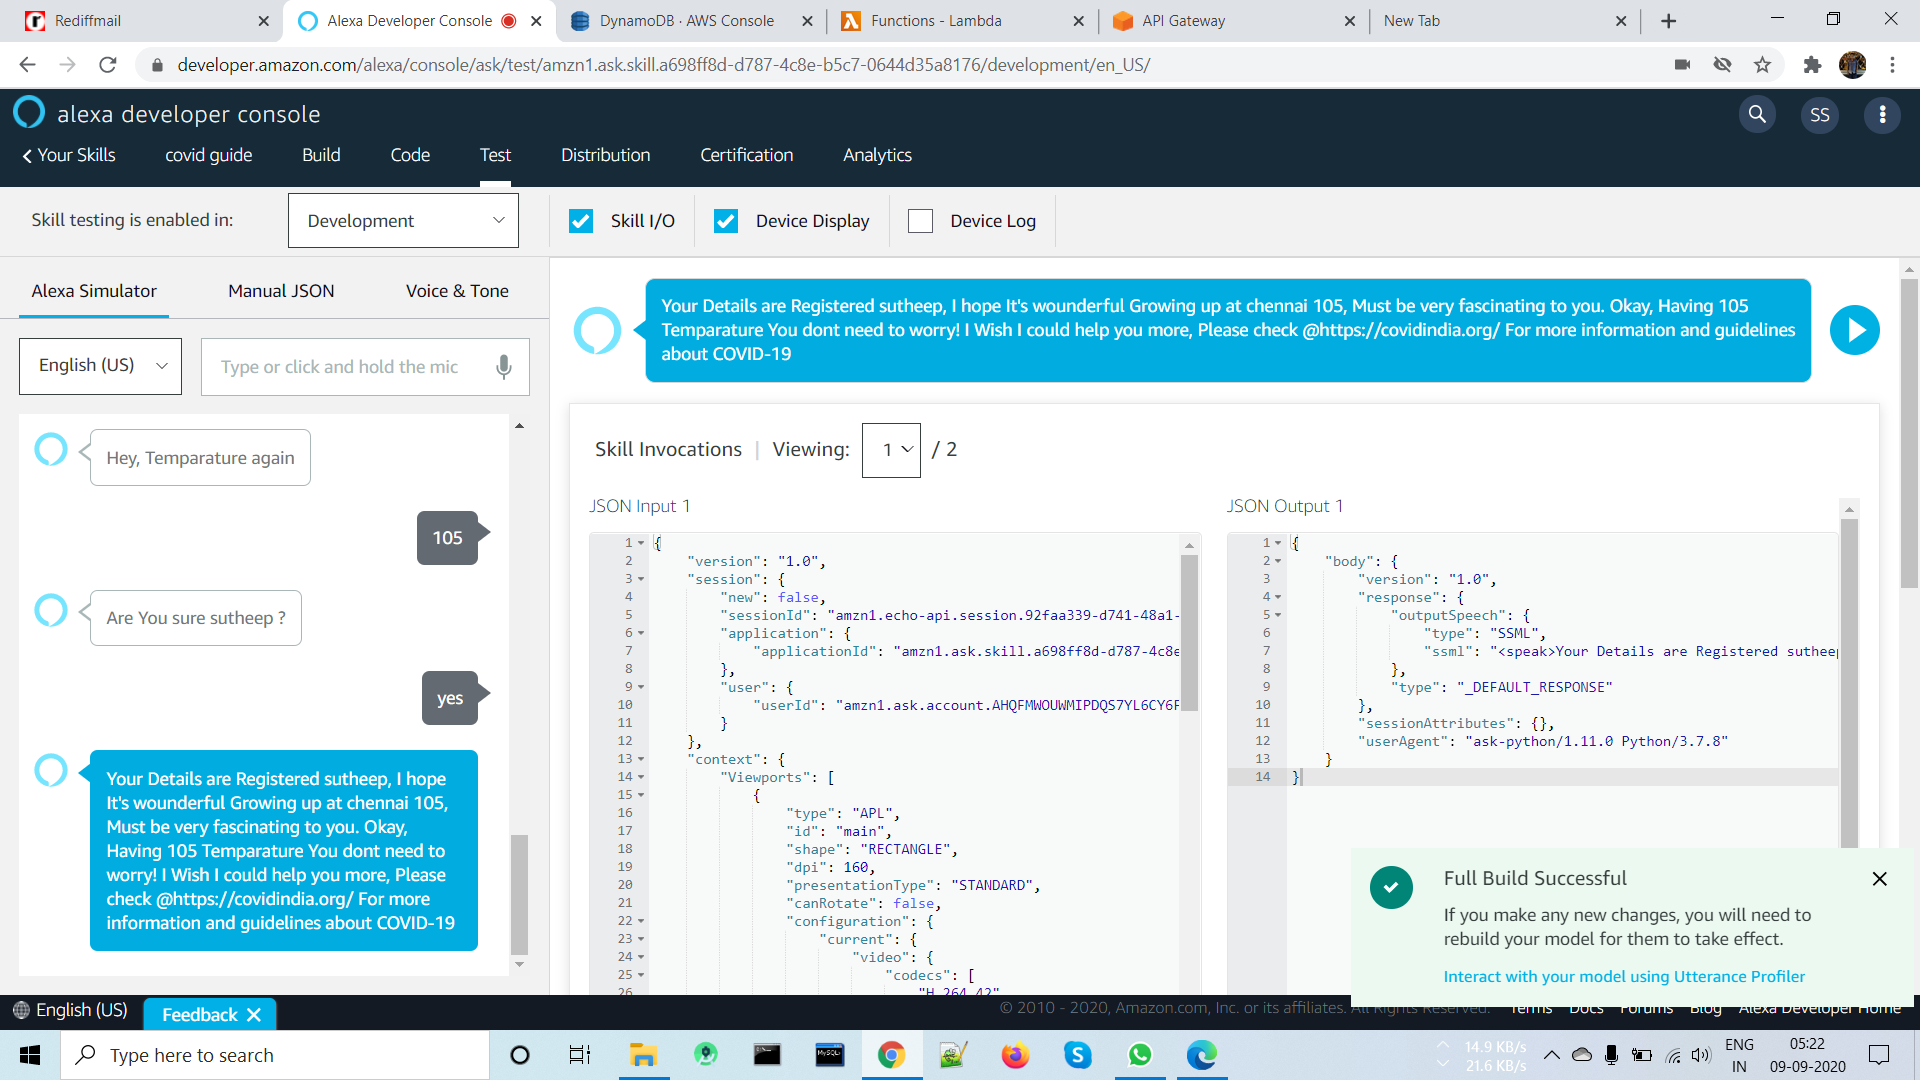 Rediffmail
Alexa Developer Console
DynamoDB · AWS Console
Functions - Lambda
API Gateway
New Tab
developer.amazon.com/alexa/console/ask/test/amzn1.ask.skill.a698ff8d-d787-4c8e-b5c7-0644d35a8176/development/en_US/
alexa developer console
SS
Your Skills
covid guide
Build
Code
Test
Distribution
Certification
Analytics
Skill testing is enabled in:
Development
Skill I/O
Device Display
Device Log
Alexa Simulator
Manual JSON
Voice & Tone
English (US)
Type or click and hold the mic
Hey, Temparature again
105
Are You sure sutheep ?
yes
Your Details are Registered sutheep, I hope
It's wounderful Growing up at chennai 105,
Must be very fascinating to you. Okay,
Having 105 Temparature You dont need to
worry! I Wish I could help you more, Please
check @https://covidindia.org/ For more
information and guidelines about COVID-19
Your Details are Registered sutheep, I hope It's wounderful Growing up at chennai 105, Must be very fascinating to you. Okay, Having 105
Temparature You dont need to worry! I Wish I could help you more, Please check @https://covidindia.org/ For more information and guidelines
about COVID-19
Skill Invocations | Viewing: 1 / 2
JSON Input 1
1 {
2 "version": "1.0",
3 "session": {
4 "new": false,
5 "sessionId": "amzn1.echo-api.session.92faa339-d741-48a1-
6 "application": {
7 "applicationId": "amzn1.ask.skill.a698ff8d-d787-4c8e
8 },
9 "user": {
10 "userId": "amzn1.ask.account.AHQFMWOUWMIPDQS7YL6CY6F
11 }
12 },
13 "context": {
14 "Viewports": [
15 {
16 "type": "APL",
17 "id": "main",
18 "shape": "RECTANGLE",
19 "dpi": 160,
20 "presentationType": "STANDARD",
21 "canRotate": false,
22 "configuration": {
23 "current": {
24 "video": {
25 "codecs": [
26 "H_264_42"
JSON Output 1
1 {
2 "body": {
3 "version": "1.0",
4 "response": {
5 "outputSpeech": {
6 "type": "SSML",
7 "ssml": "<speak>Your Details are Registered sutheep
8 },
9 "type": "_DEFAULT_RESPONSE"
10 },
11 "sessionAttributes": {},
12 "userAgent": "ask-python/1.11.0 Python/3.7.8"
13 }
14 }
Full Build Successful
If you make any new changes, you will need to
rebuild your model for them to take effect.
Interact with your model using Utterance Profiler
English (US)
Feedback
© 2010 - 2020, Amazon.com, Inc. or its affiliates. All Rights Reserved.
Terms
Docs
Forums
Blog
Alexa Developer Home
Type here to search
MySQL
14.9 KB/s
21.6 KB/s
ENG
IN
05:22
09-09-2020